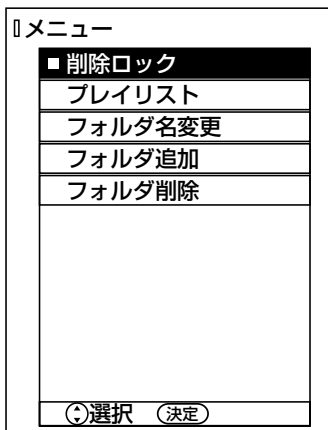 メニュー
削除ロック
プレイリスト
フォルダ名変更
フォルダ追加
フォルダ削除
選択 決定